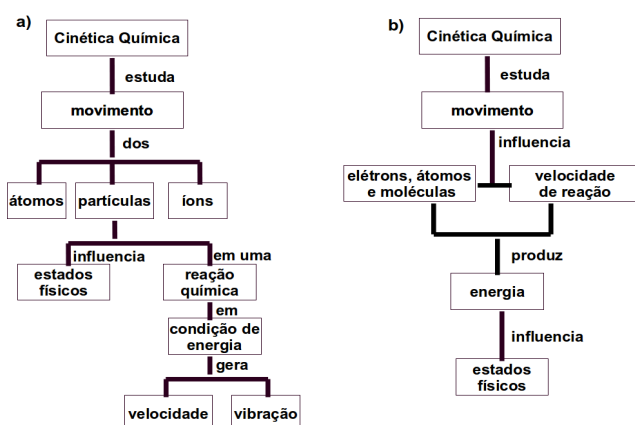 a)
Cinética Química
estuda
movimento
dos
átomos
partículas
íons
influencia
em uma
estados
físicos
reação
química
em
condição de
energia
gera
velocidade
vibração
b)
Cinética Química
estuda
movimento
influencia
elétrons, átomos
e moléculas
velocidade
de reação
produz
energia
influencia
estados
físicos